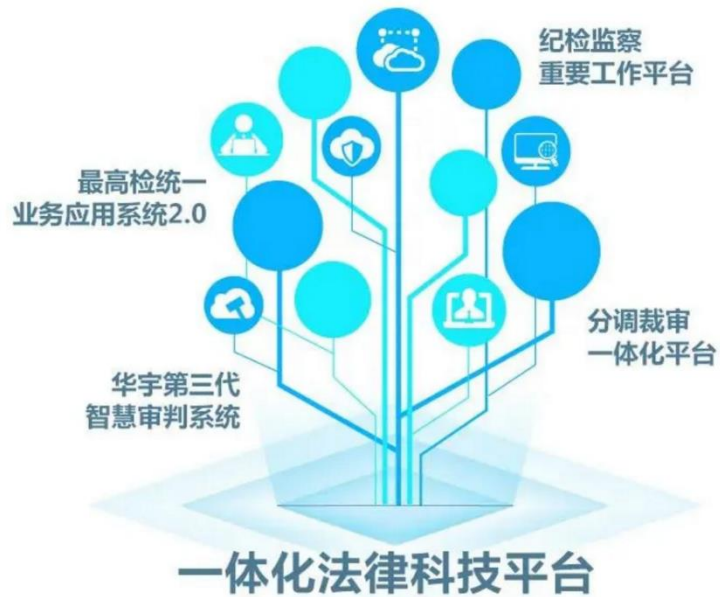 纪检监察
重要工作平台
最高检统一
业务应用系统2.0
分调裁审
一体化平台
华宇第三代
智慧审判系统
一体化法律科技平台